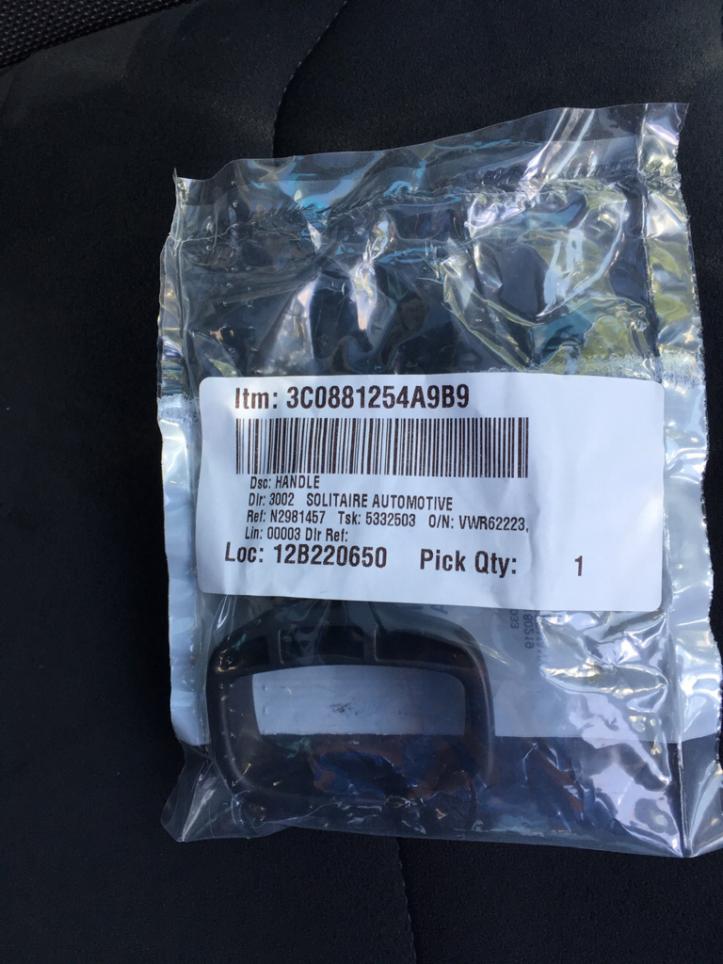 Itm: 3C0881254A9B9
Dsc: HANDLE
Dlr: 3002 SOLITAIRE AUTOMOTIVE
Ref: N2981457 Tsk: 5332503 O/N: VWR62223,
Lin: 00003 Dlr Ref:
Loc: 12B220650 Pick Qty: 1